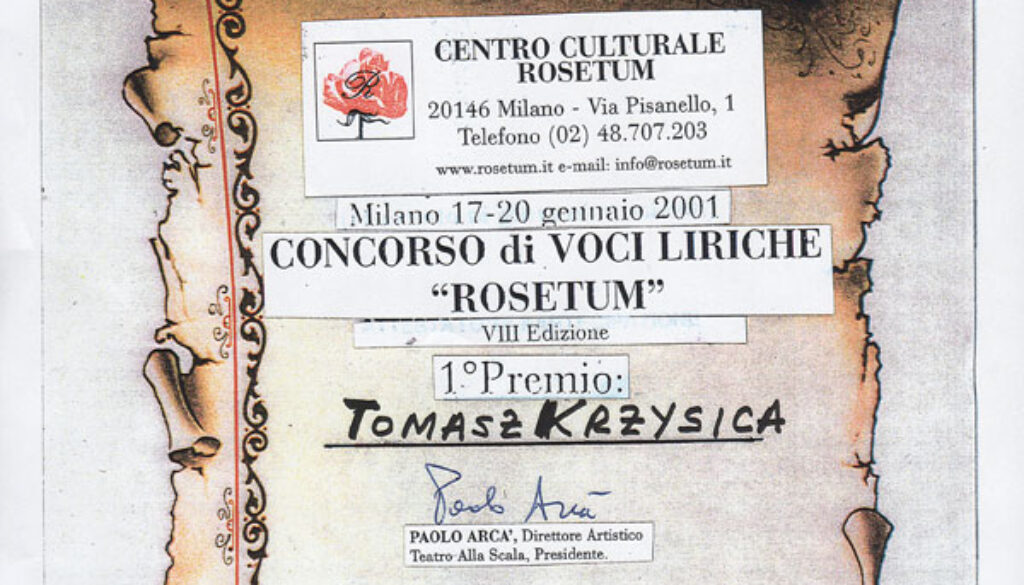 R
CENTRO CULTURALE
ROSETUM
20146 Milano - Via Pisanello, 1
Telefono (02) 48.707.203
www.rosetum.it e-mail: info@rosetum.it
Milano 17-20 gennaio 2001
CONCORSO di VOCI LIRICHE
“ROSETUM”
VIII Edizione
1.° Premio:
TOMASZ KRZYSICA
Paolo Arcà
PAOLO ARCA’, Direttore Artistico
Teatro Alla Scala, Presidente.